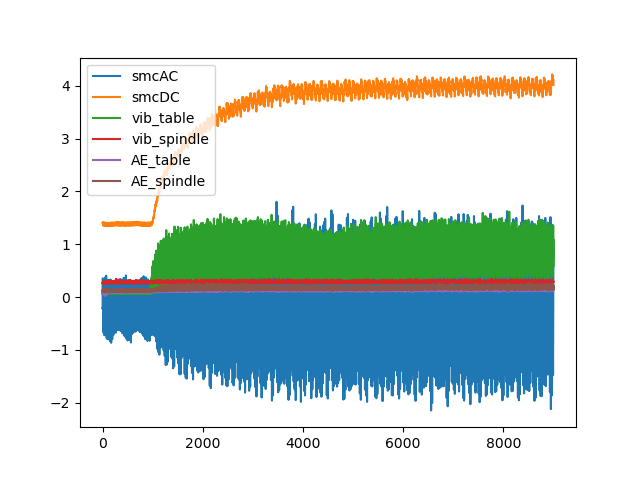 smcAC
smcDC
vib_table
vib_spindle
AE_table
AE_spindle
4
3
2
1
0
−1
−2
0 2000 4000 6000 8000